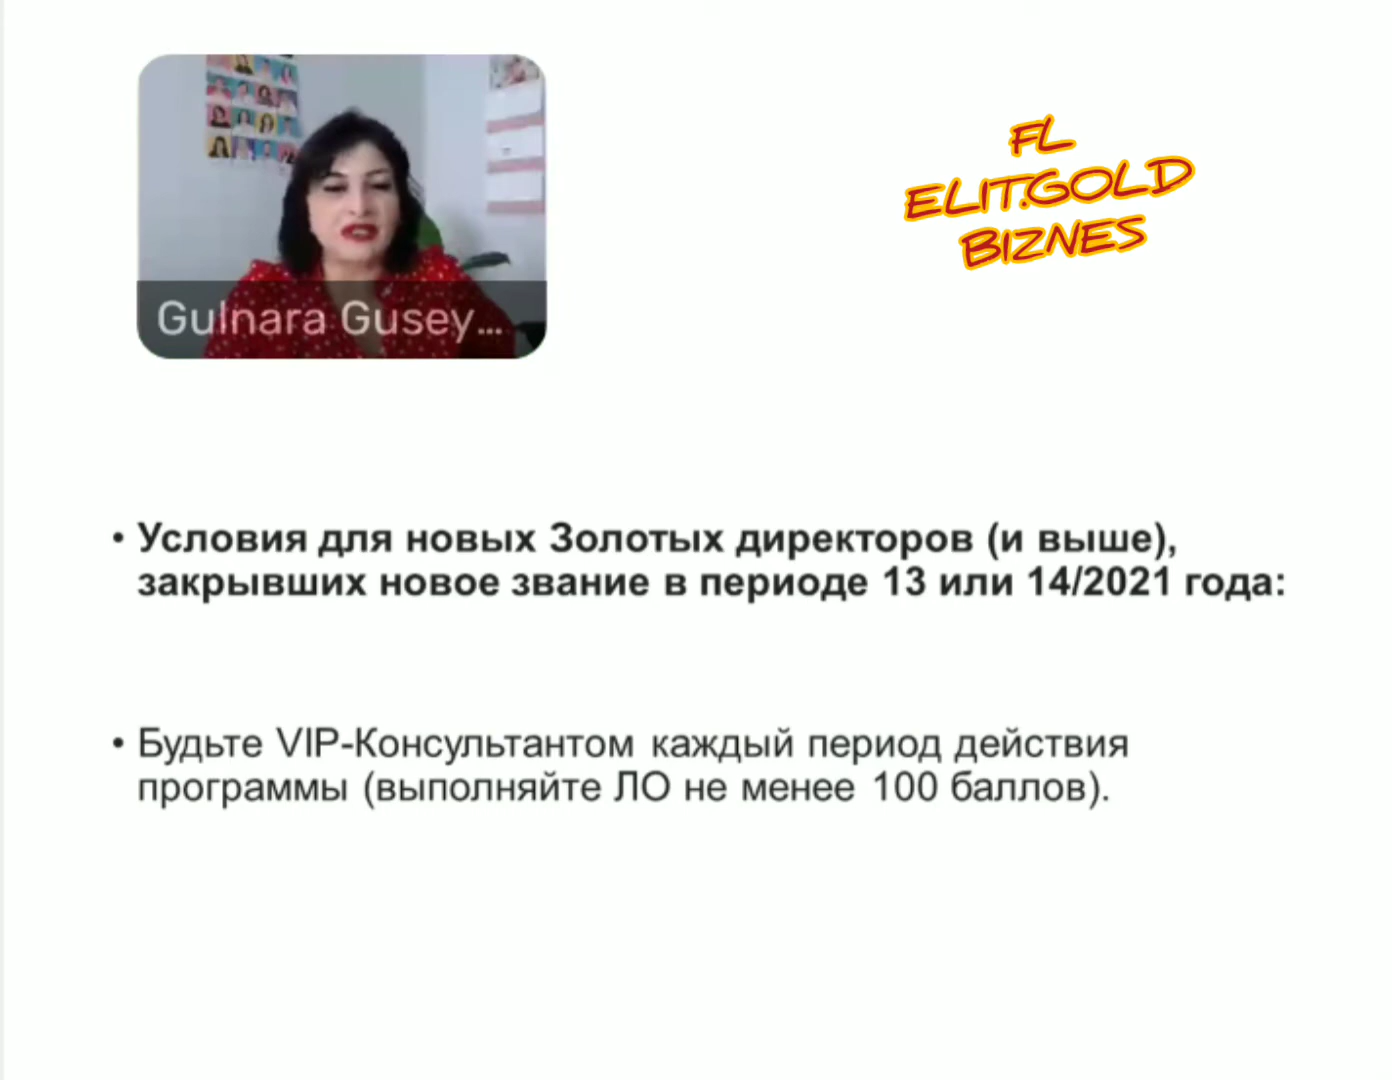 Gulnara Gusey...
FL
ELIT.GOLD
BIZNES
• Условия для новых Золотых директоров (и выше),
закрывших новое звание в периоде 13 или 14/2021 года:
• Будьте VIP-Консультантом каждый период действия
программы (выполняйте ЛО не менее 100 баллов).